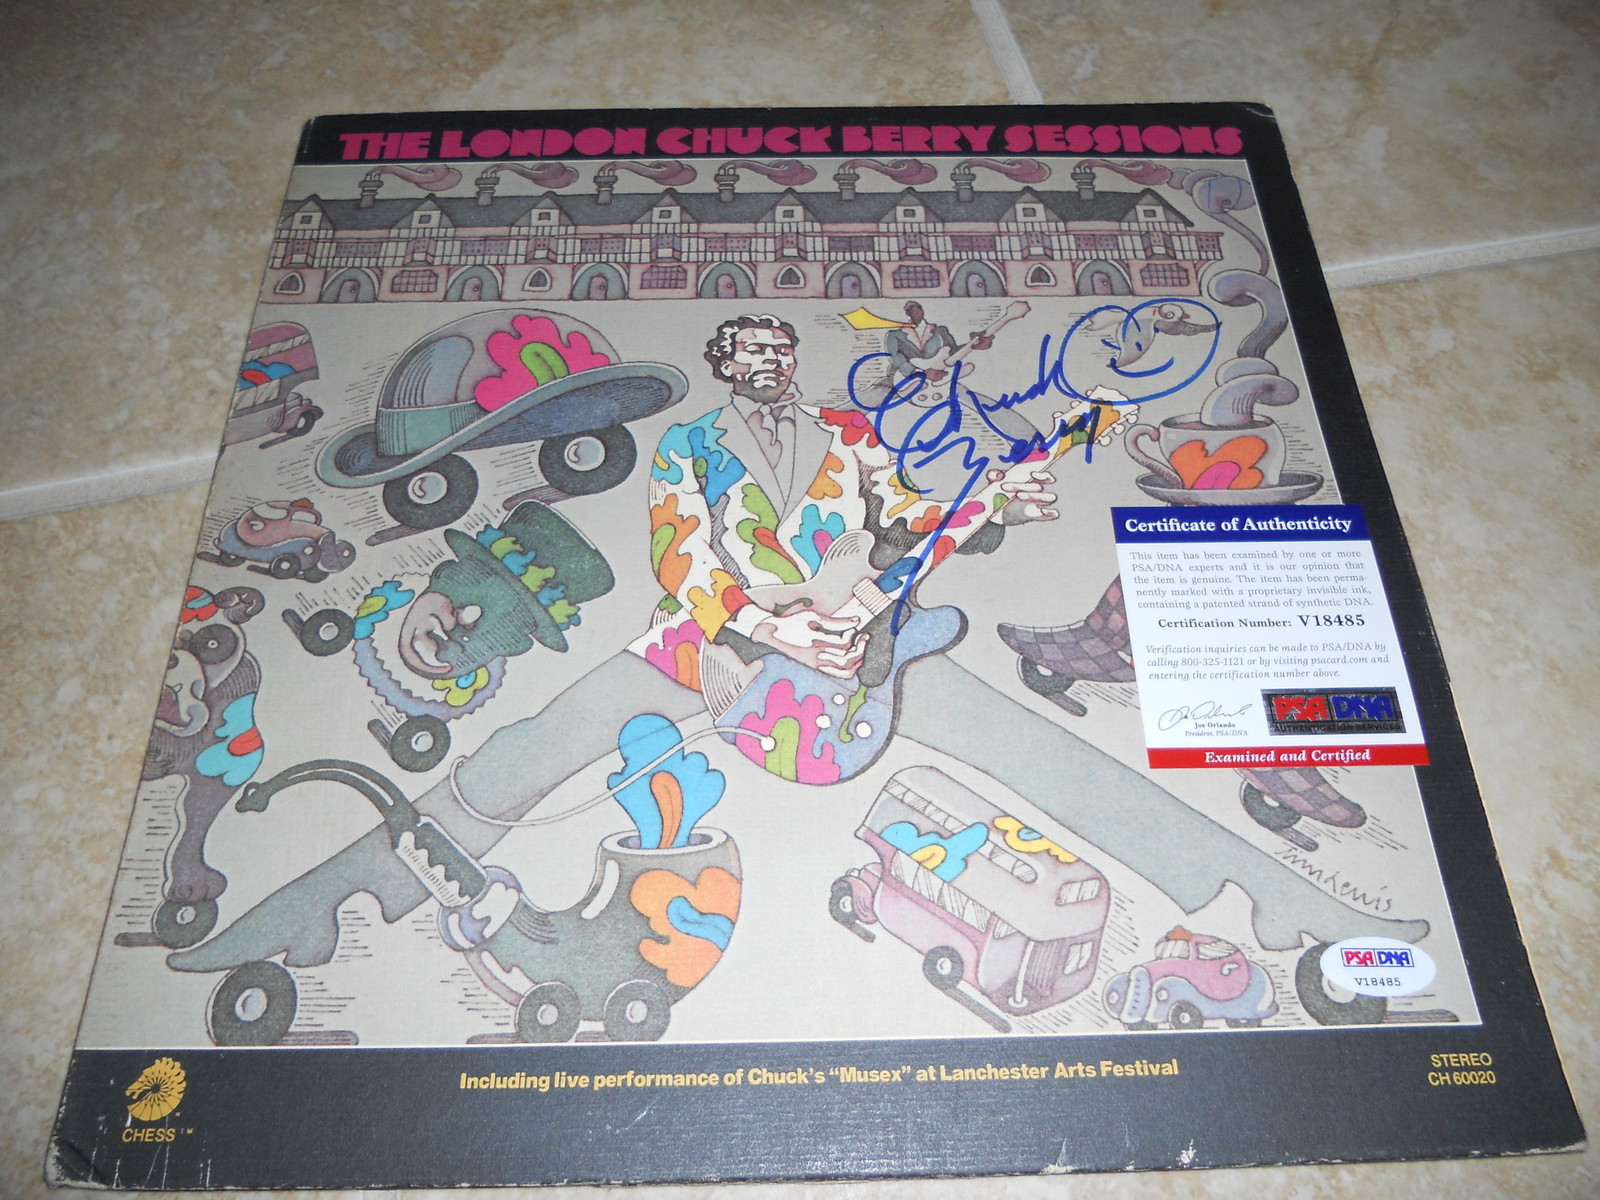 THE LONDON CHUCK BERRY SESSIONS
Chuck
Berry
Certificate of Authenticity
This item has been examined by one or more
PSA/DNA experts and it is our opinion that
the item is genuine. The item has been perma-
nently marked with a proprietary invisible ink,
containing a patented strand of synthetic DNA.
Certification Number: V18485
Verification inquiries can be made to PSA/DNA by
calling 800-325-1121 or by visiting psacard.com and
entering the certification number above.
Joe Orlando
President, PSA/DNA
PSA DNA
AUTHENTICATION SERVICES
Examined and Certified
Tim Lewis
PSA DNA
V18485
Including live performance of Chuck's "Musex" at Lanchester Arts Festival
STEREO
CH 60020
CHESS TM